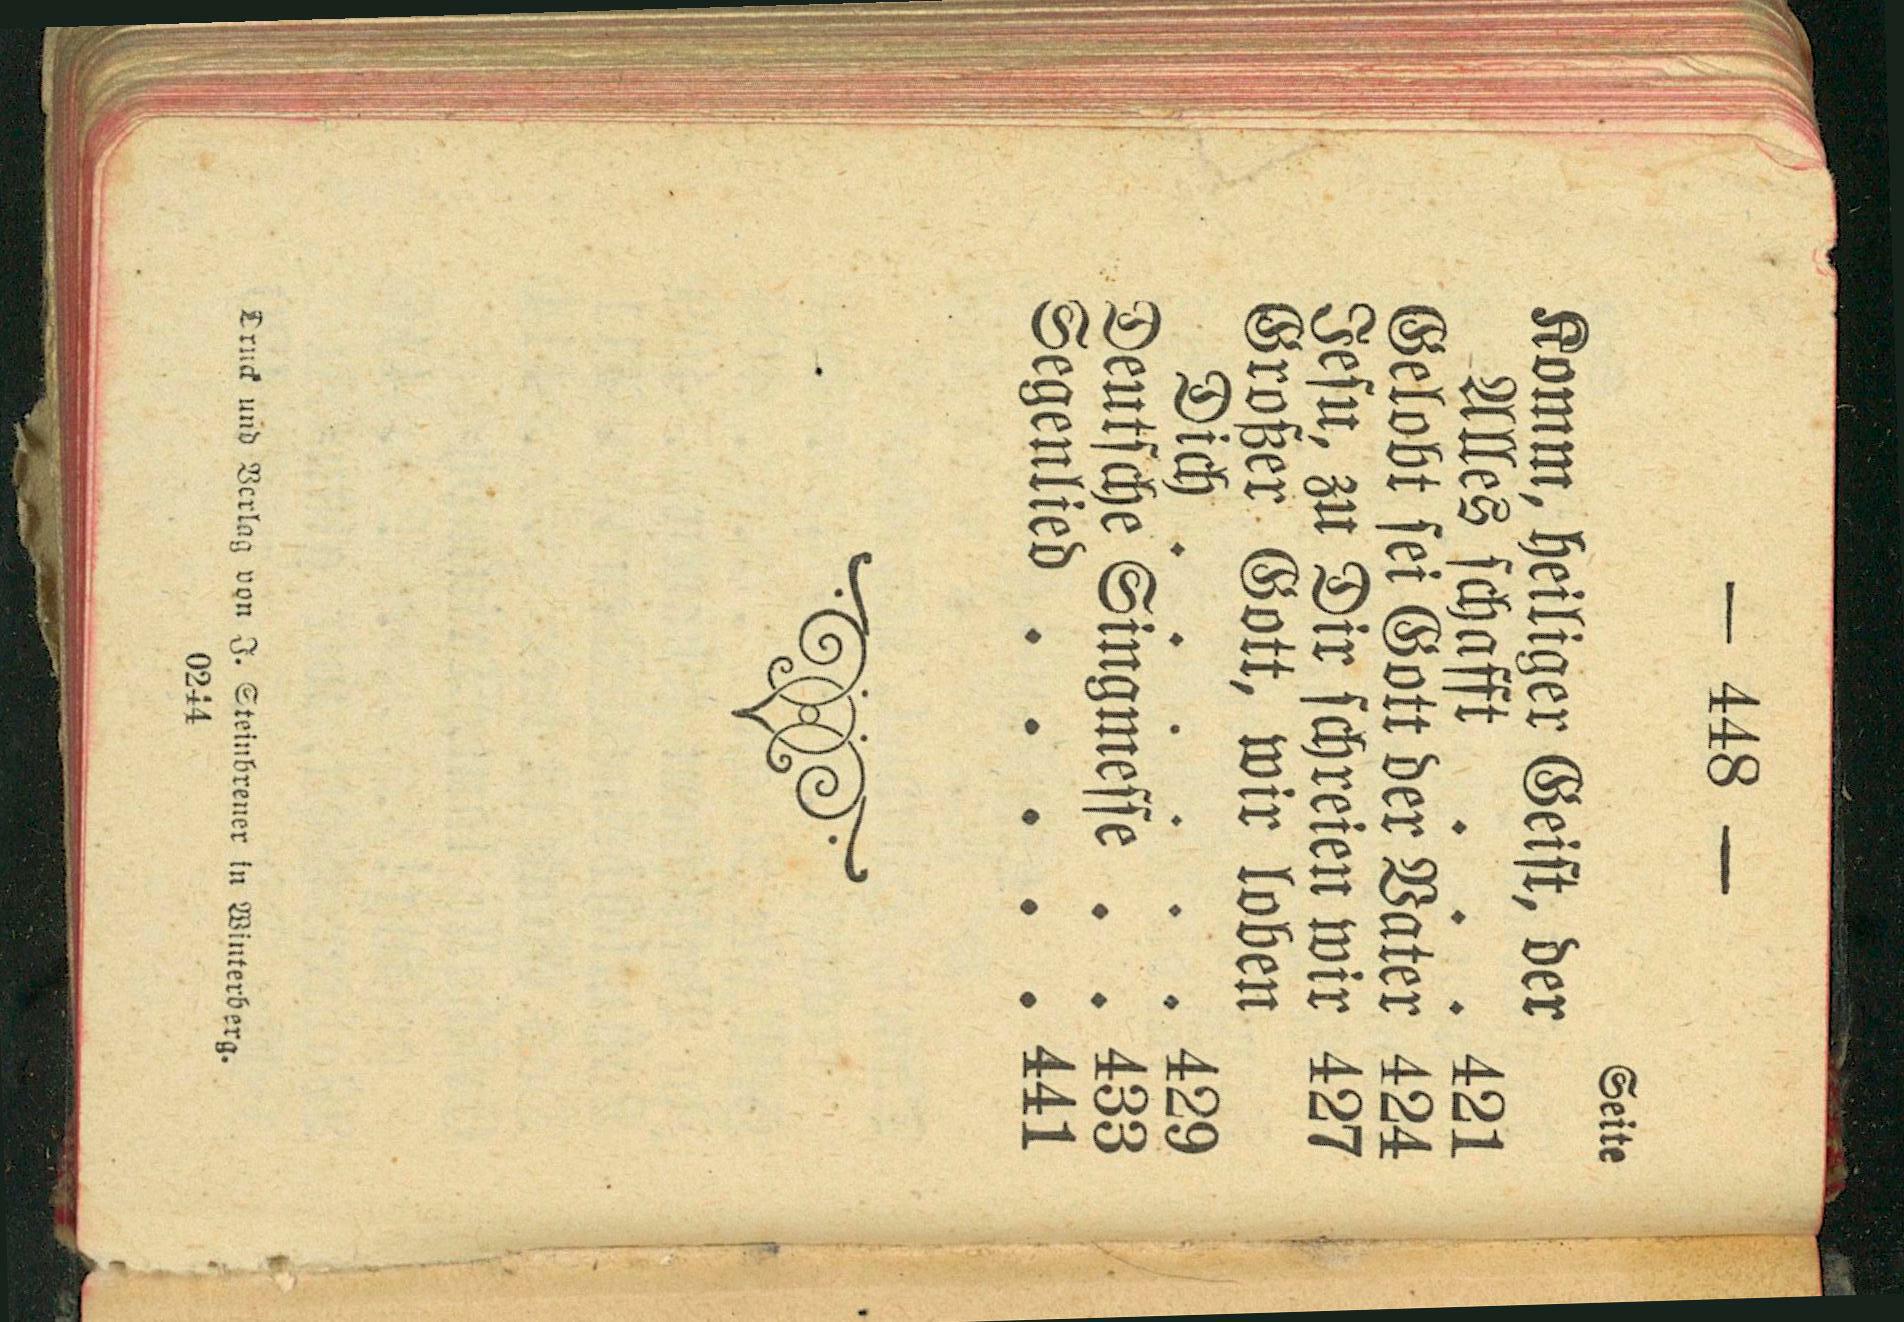 — 448 —
Seite
Komm, heiliger Geist, der
Alles schafft . . . 421
Gelobt sei Gott der Vater 424
Jesu, zu Dir schreien wir 427
Großer Gott, wir loben
Dich . . . . . . 429
Deutsche Singmesse . . 433
Segenlied . . . . . 441
Druck und Verlag von J. Steinbrener in Winterberg.
0244